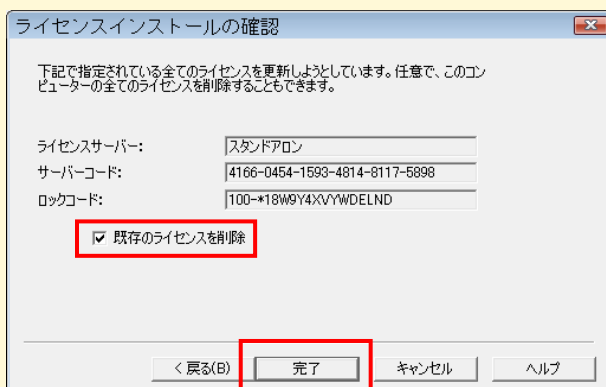 ライセンスインストールの確認
下記で指定されている全てのライセンスを更新しようとしています。任意で、このコン
ピューターの全てのライセンスを削除することもできます。
ライセンスサーバー: スタンドアロン
サーバーコード: 4166-0454-1593-4814-8117-5898
ロックコード: 100-*18W9Y4XVYWDELND
既存のライセンスを削除
< 戻る(B) 完了 キャンセル ヘルプ